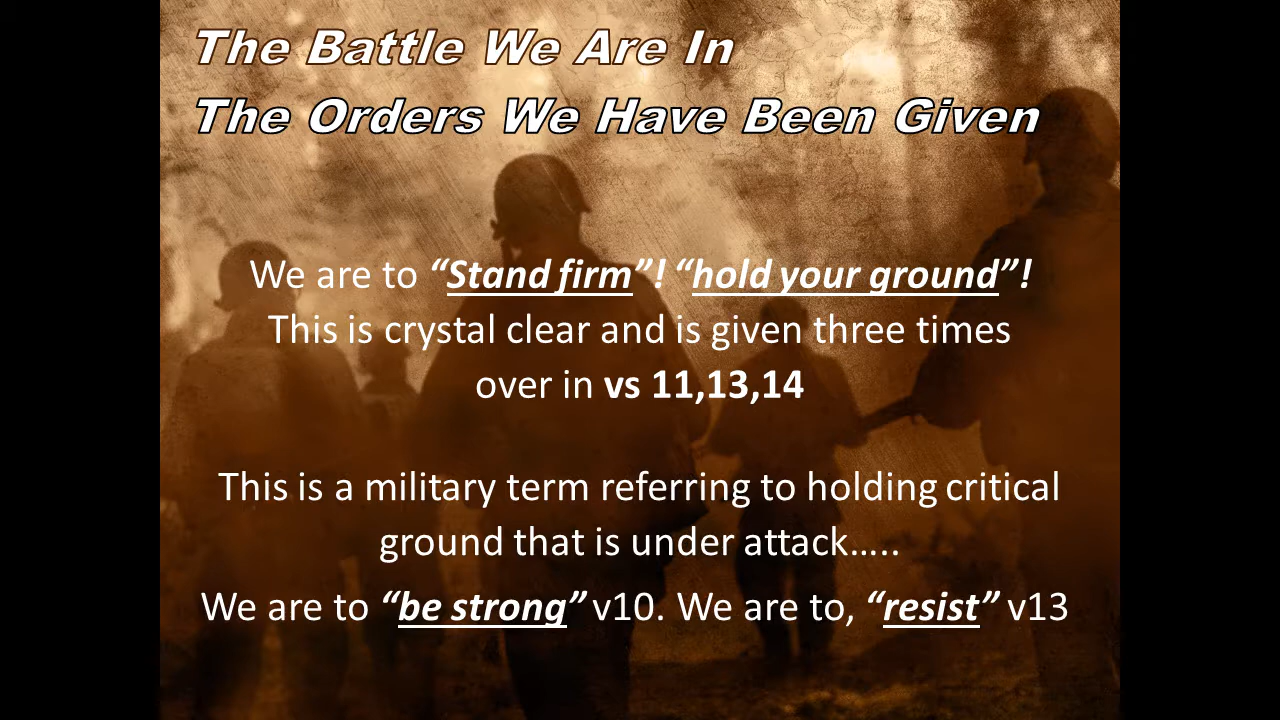 The Battle We Are In
The Orders We Have Been Given
We are to “Stand firm”! “hold your ground”!
This is crystal clear and is given three times
over in vs 11,13,14
This is a military term referring to holding critical
ground that is under attack…..
We are to “be strong” v10. We are to, “resist” v13